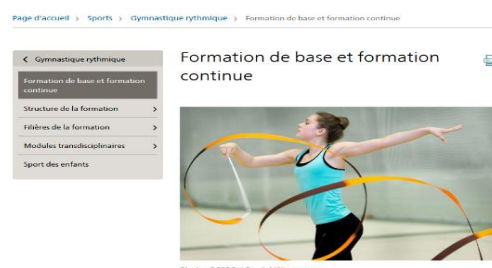 Page d'accueil > Sports > Gymnastique rythmique > Formation de base et formation continue
Gymnastique rythmique
Formation de base et formation
continue
Structure de la formation
Filières de la formation
Modules transdisciplinaires
Sport des enfants
Formation de base et formation
continue